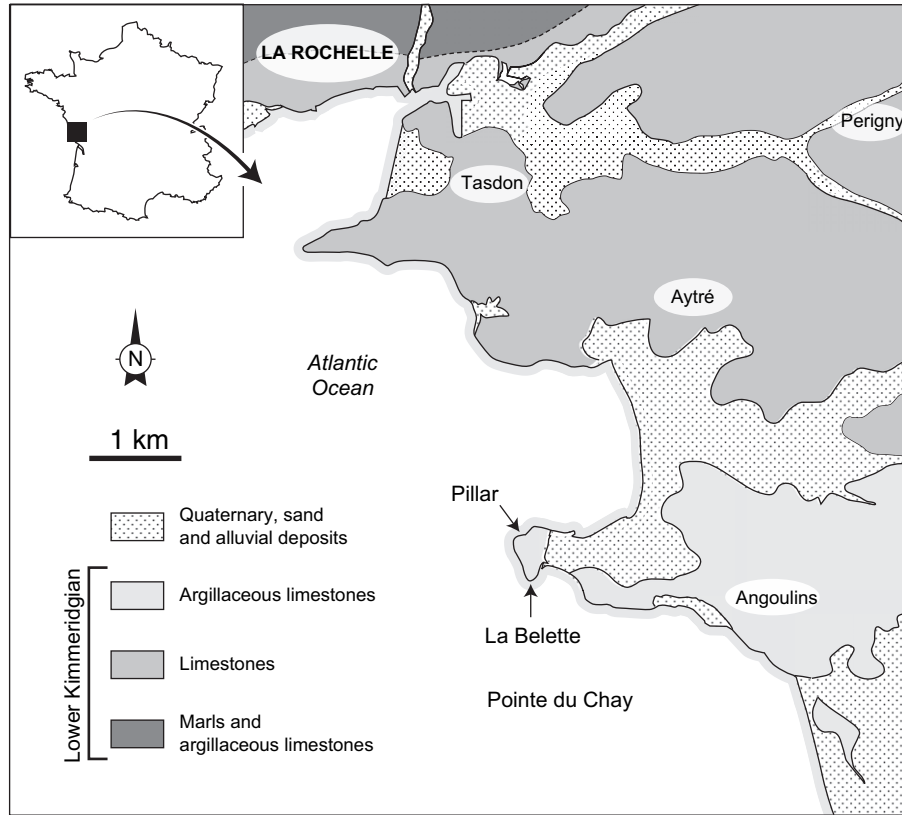 LA ROCHELLE
Perigny
Tasdon
Aytré
N
Atlantic
Ocean
1 km
Pillar
Quaternary, sand
and alluvial deposits
Lower Kimmeridgian
Argillaceous limestones
Angoulins
La Belette
Limestones
Pointe du Chay
Marls and
argillaceous limestones